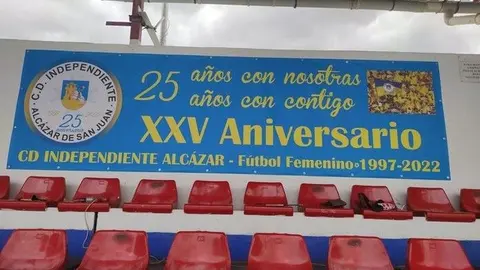 C.D. INDEPENDIENTE
25
ALCÁZAR DE SAN JUAN
25 años con nosotras
años con contigo
XXV Aniversario
CD INDEPENDIENTE ALCÁZAR - Fútbol Femenino 1997-2022